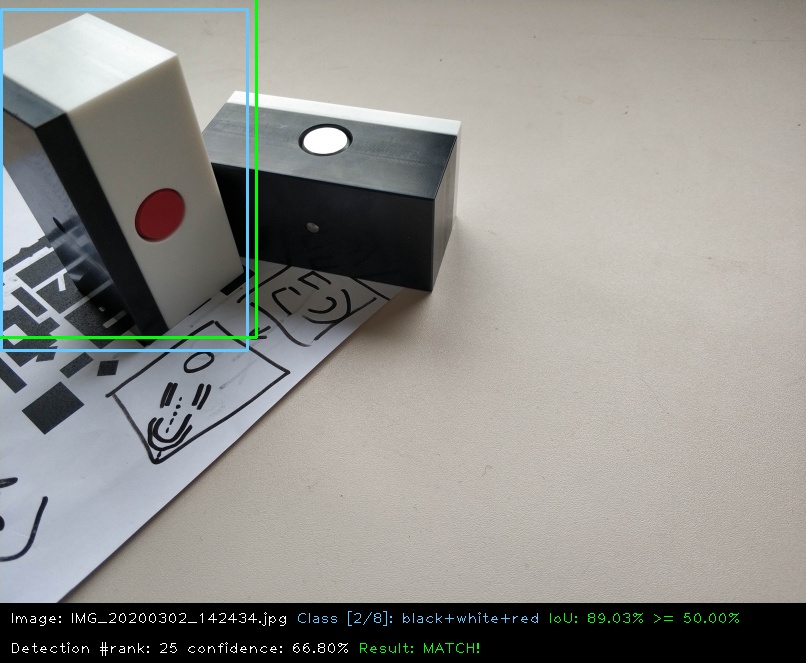 Image: IMG_20200302_142434.jpg Class [2/8]: black+white+red IoU: 89.03% >= 50.00%
Detection #rank: 25 confidence: 66.80% Result: MATCH!